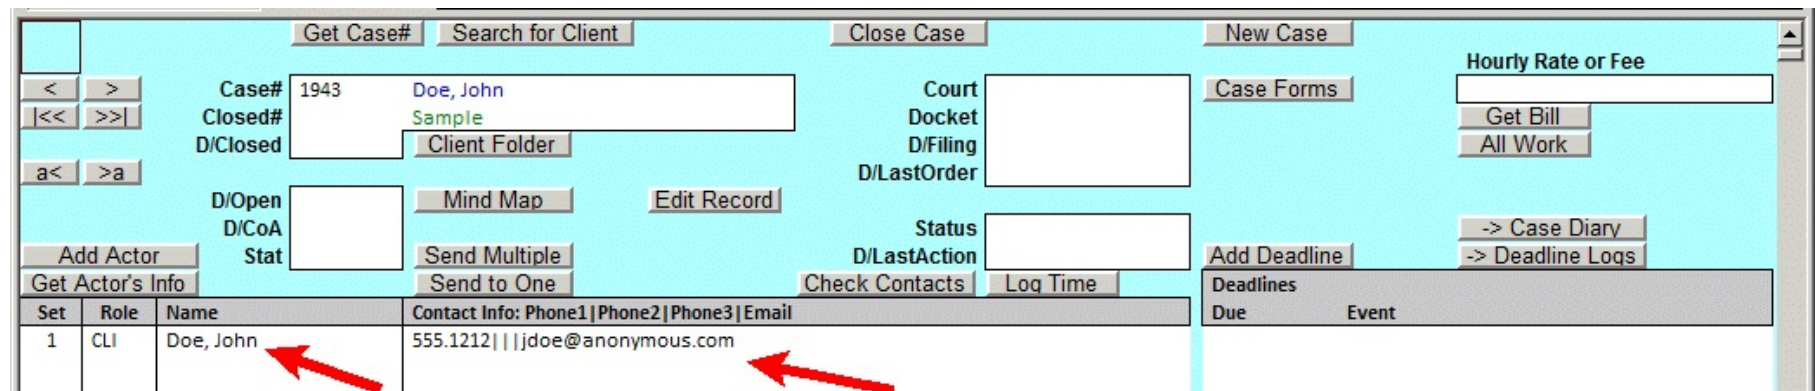 Get Case# Search for Client Close Case New Case
Hourly Rate or Fee
< > Case# 1943 Doe, John Court Case Forms
|<< >>| Closed# Sample Docket Get Bill
D/Closed Client Folder D/Filing All Work
a< >a D/LastOrder
D/Open Mind Map Edit Record
D/CoA Status -> Case Diary
Add Actor Stat Send Multiple D/LastAction Add Deadline -> Deadline Logs
Get Actor's Info Send to One Check Contacts Log Time Deadlines
Set Role Name Contact Info: Phone1|Phone2|Phone3|Email Due Event
1 CLI Doe, John 555.1212|||jdoe@anonymous.com